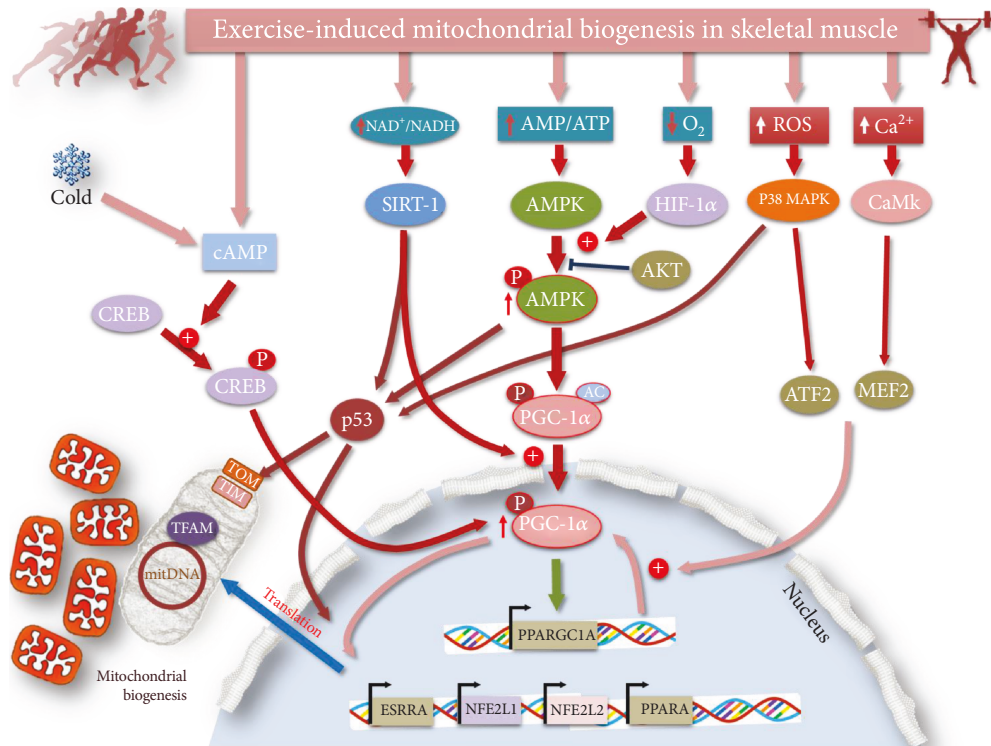 Exercise-induced mitochondrial biogenesis in skeletal muscle
NAD⁺/NADH
AMP/ATP
O₂
ROS
Ca²⁺
Cold
SIRT-1
AMPK
HIF-1α
P38 MAPK
CaMk
cAMP
+
AKT
P
AMPK
CREB
+
P
CREB
P
AC
PGC-1α
ATF2
MEF2
p53
+
TOM
TIM
P
PGC-1α
TFAM
mitDNA
+
Nucleus
Translation
PPARGC1A
Mitochondrial
biogenesis
ESRRA
NFE2L1
NFE2L2
PPARA